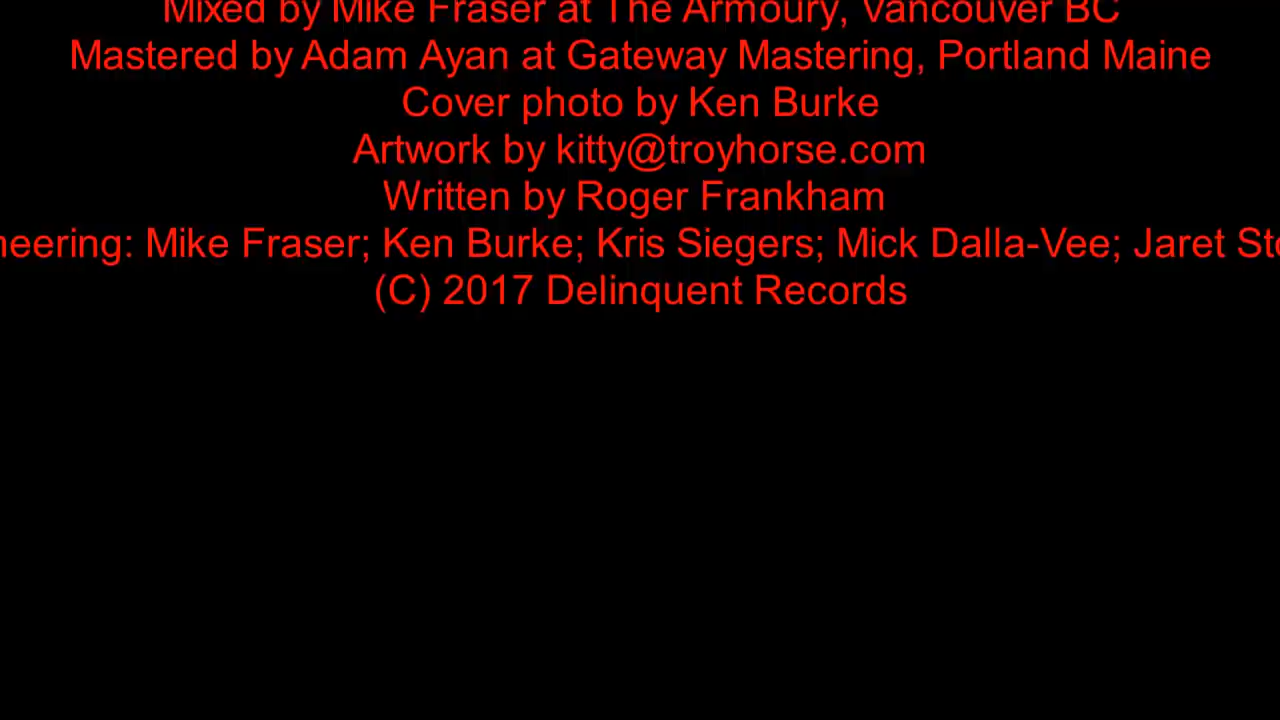 Mixed by Mike Fraser at The Armoury, Vancouver BC
Mastered by Adam Ayan at Gateway Mastering, Portland Maine
Cover photo by Ken Burke
Artwork by kitty@troyhorse.com
Written by Roger Frankham
Mike Fraser; Ken Burke; Kris Siegers; Mick Dalla-Vee; Jaret
(C) 2017 Delinquent Records